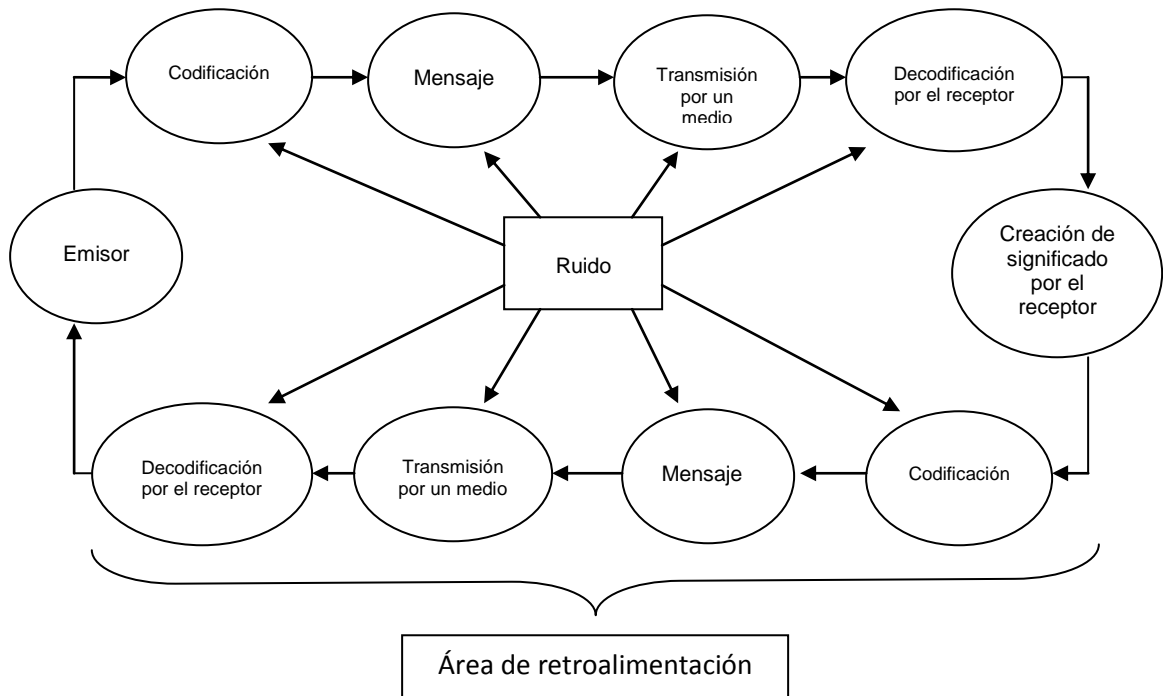 Codificación
Mensaje
Transmisión
por un
medio
Decodificación
por el receptor
Emisor
Ruido
Creación de
significado
por el
receptor
Decodificación
por el receptor
Transmisión
por un medio
Mensaje
Codificación
Área de retroalimentación